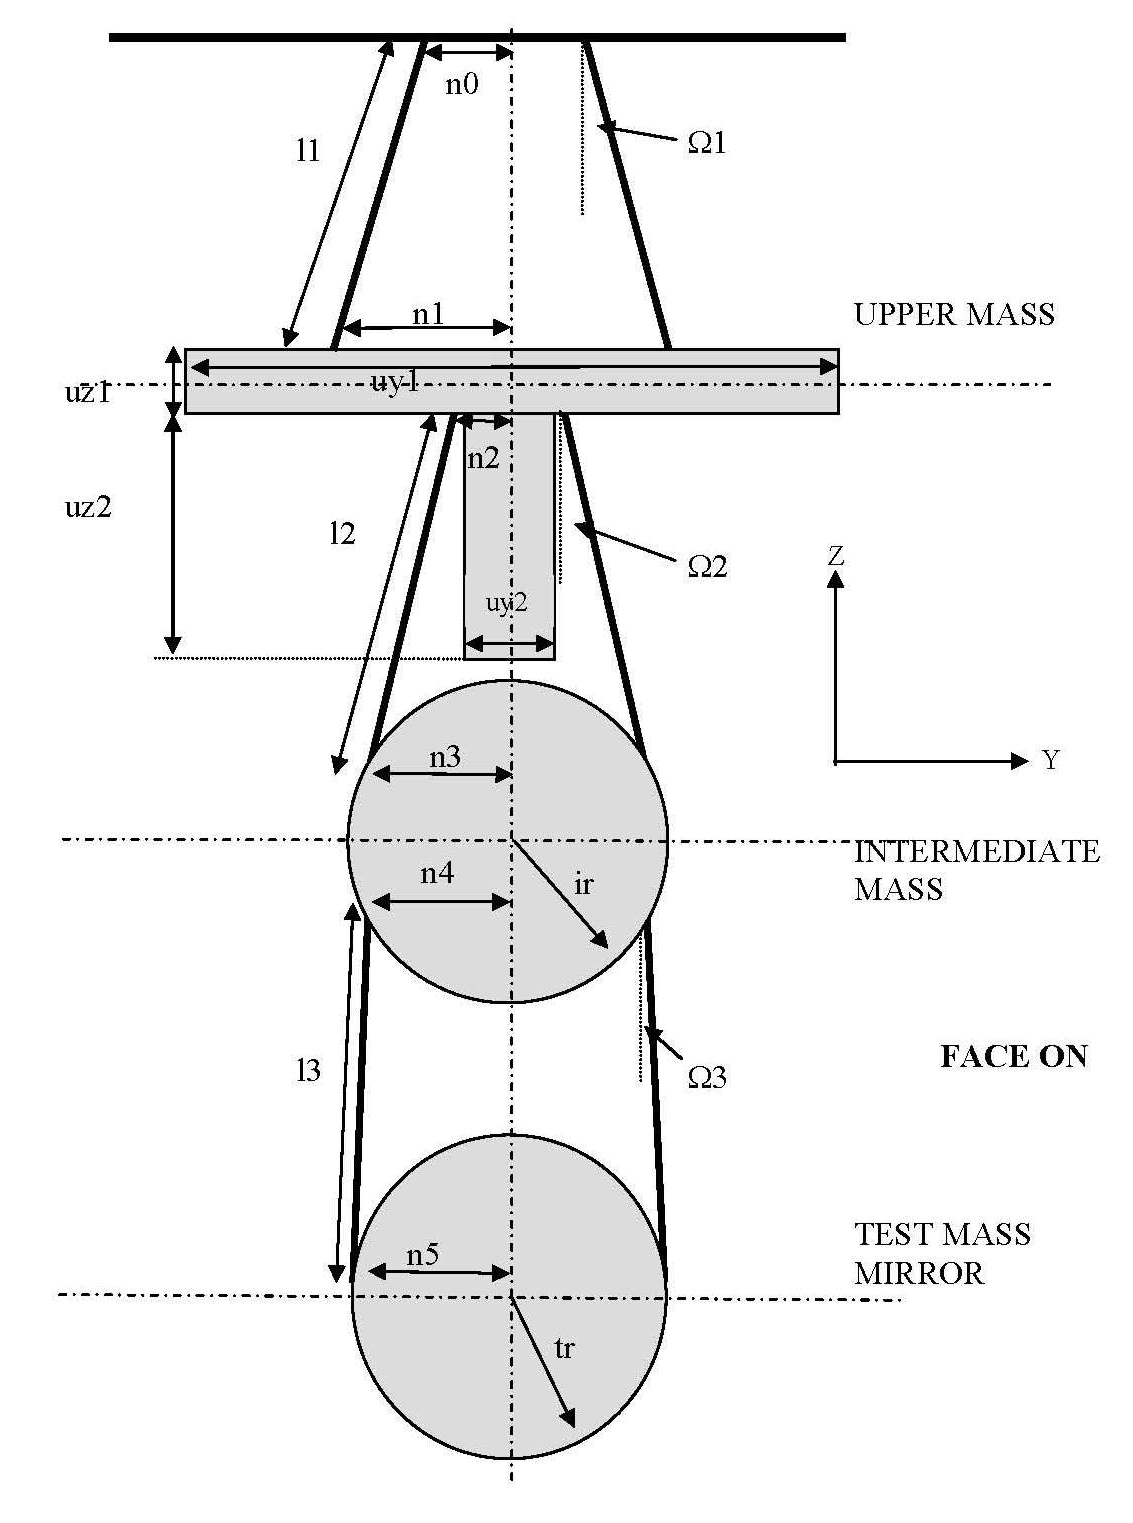 n0
l1
Ω1
n1
UPPER MASS
uz1
uy1
n2
uz2
l2
Ω2
Z
uy2
n3
Y
INTERMEDIATE
MASS
n4
ir
FACE ON
l3
Ω3
TEST MASS
MIRROR
n5
tr